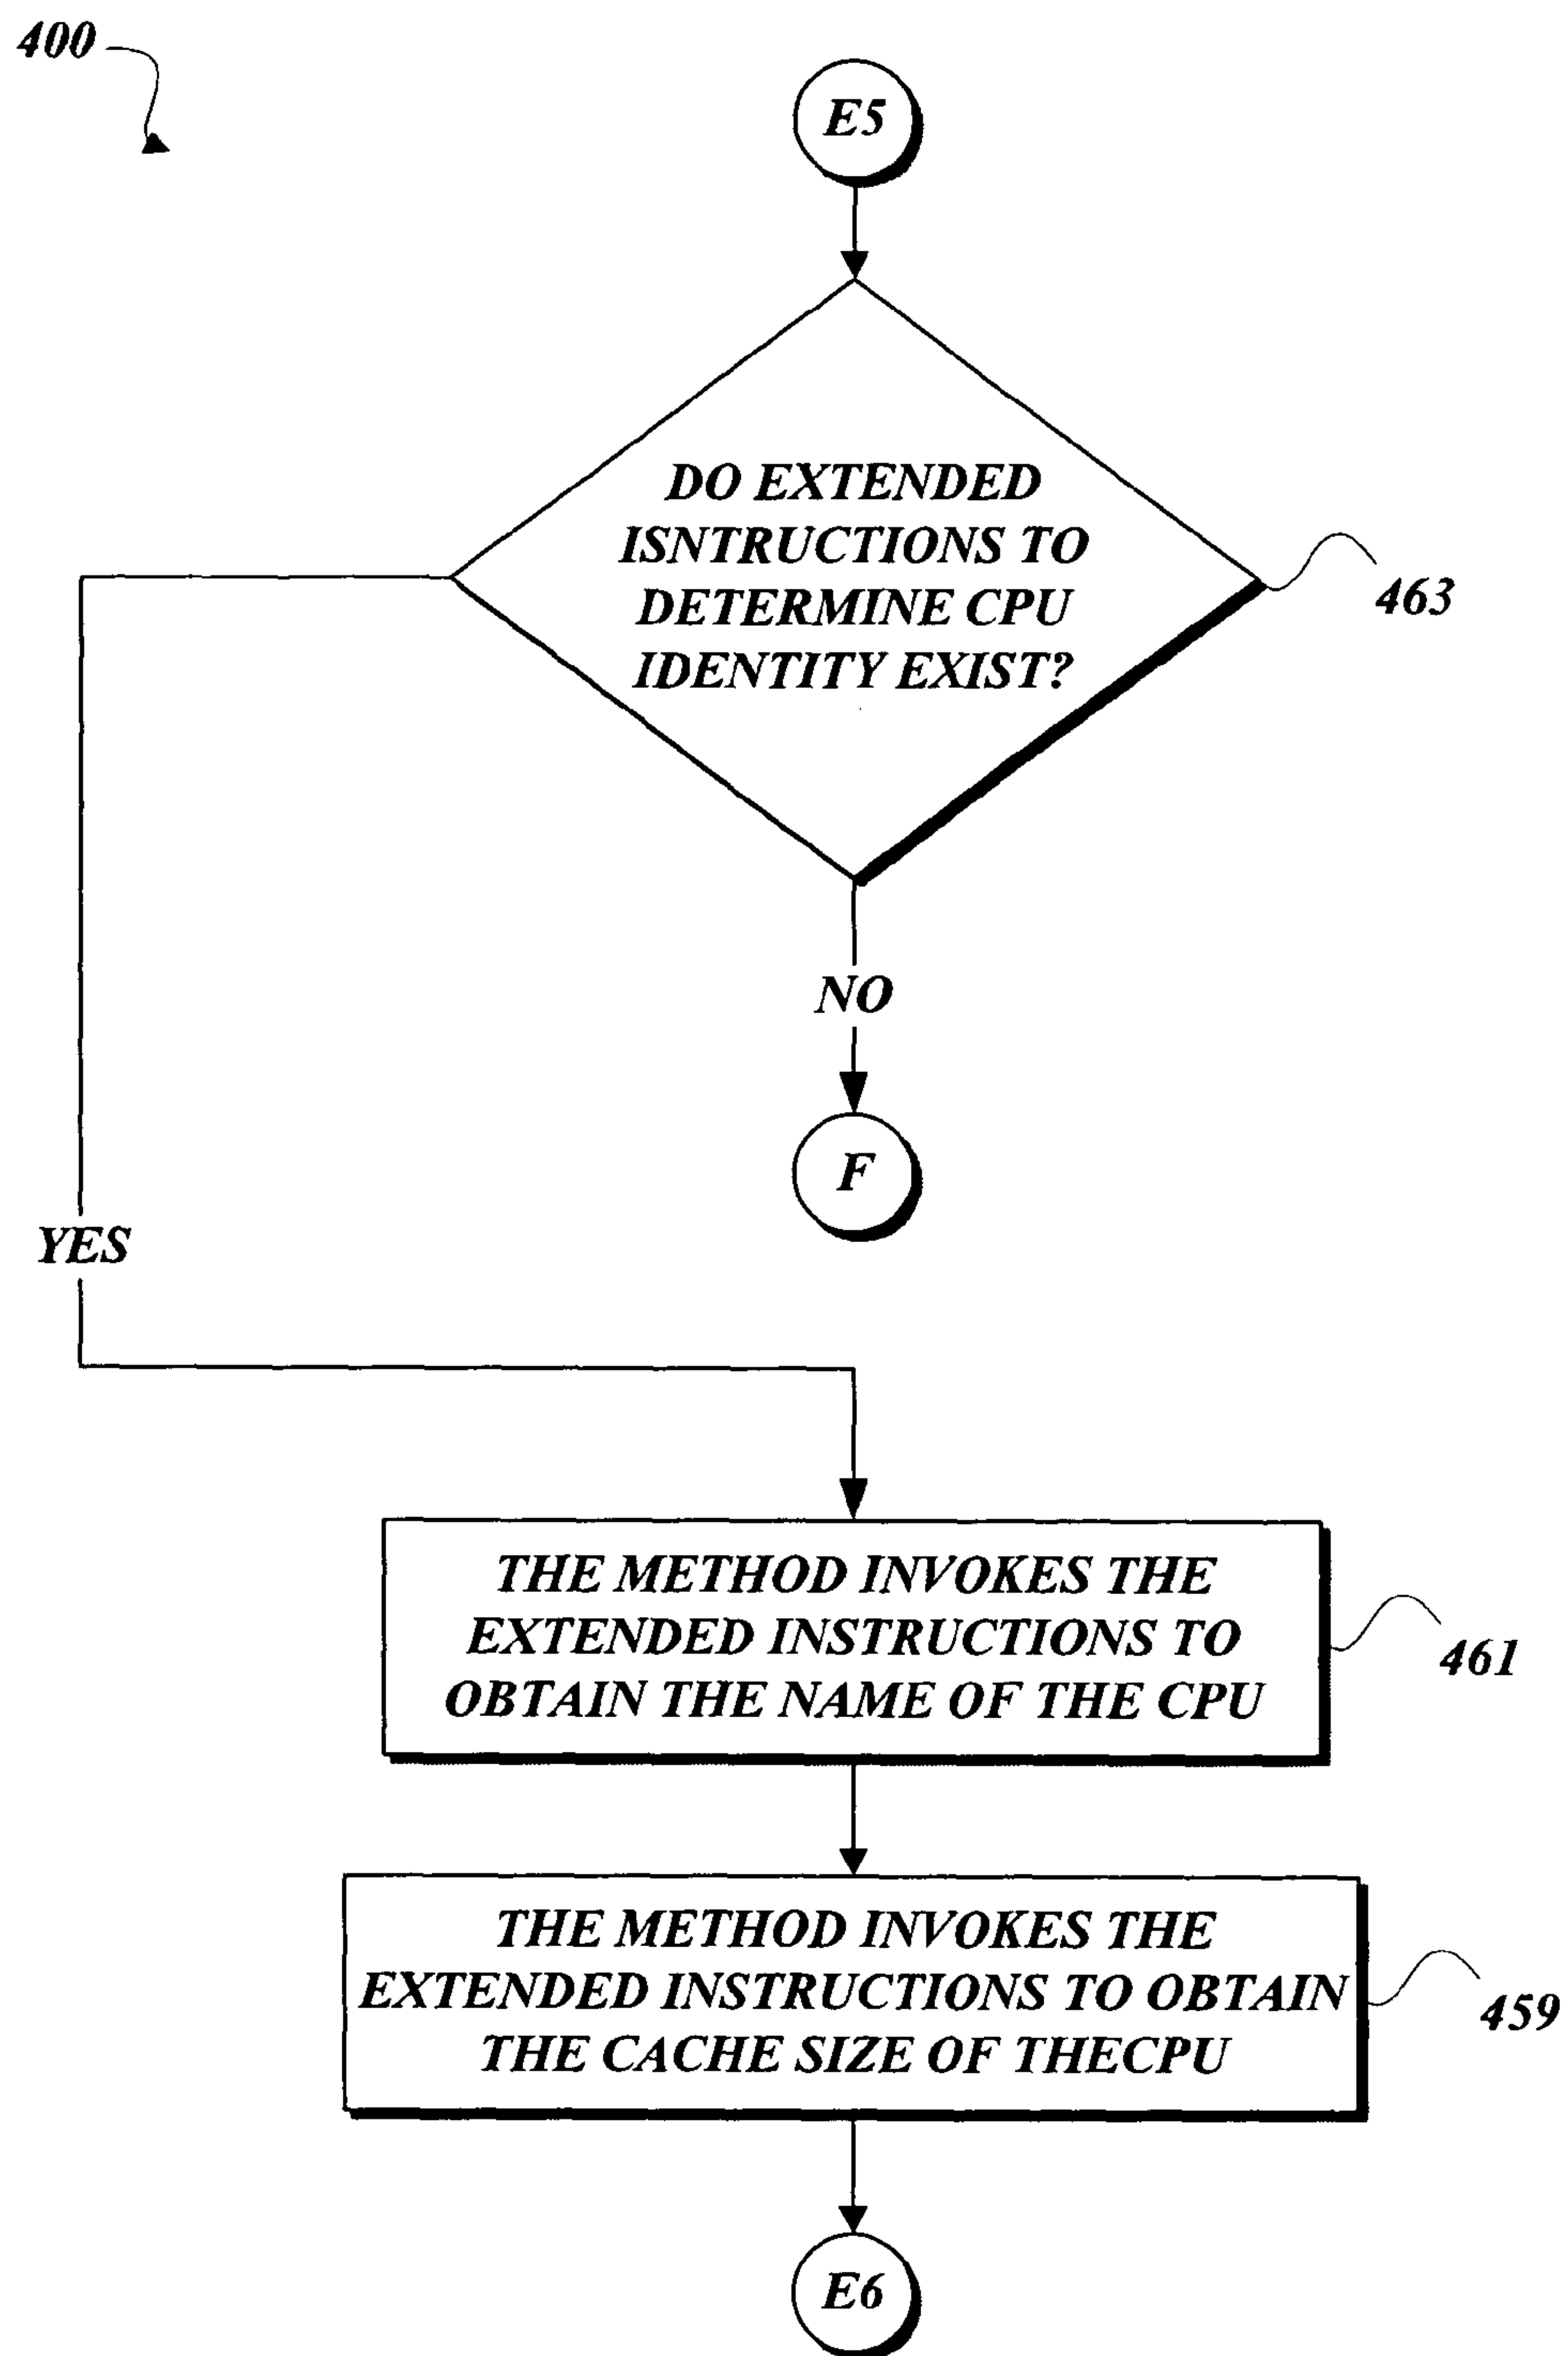 400
E5
DO EXTENDED
ISNTRUCTIONS TO
DETERMINE CPU
IDENTITY EXIST?
463
NO
F
YES
THE METHOD INVOKES THE
EXTENDED INSTRUCTIONS TO
OBTAIN THE NAME OF THE CPU
461
THE METHOD INVOKES THE
EXTENDED INSTRUCTIONS TO OBTAIN
THE CACHE SIZE OF THECPU
459
E6